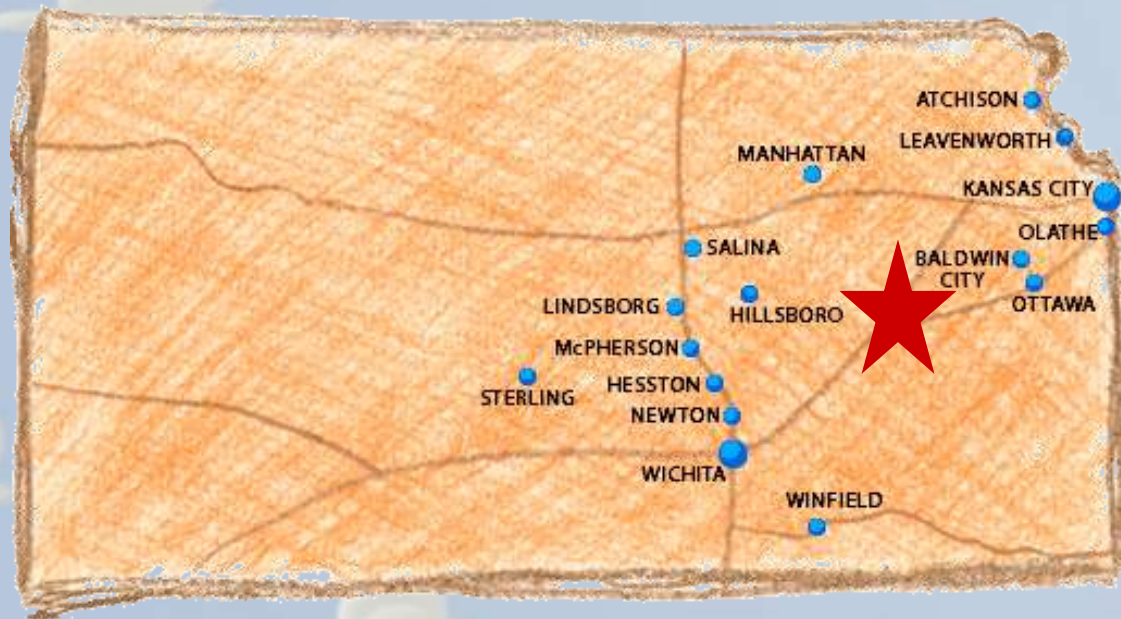 ATCHISON
LEAVENWORTH
MANHATTAN
KANSAS CITY
OLATHE
SALINA
BALDWIN
CITY
OTTAWA
LINDSBORG
HILLSBORO
McPHERSON
HESSTON
STERLING
NEWTON
WICHITA
WINFIELD